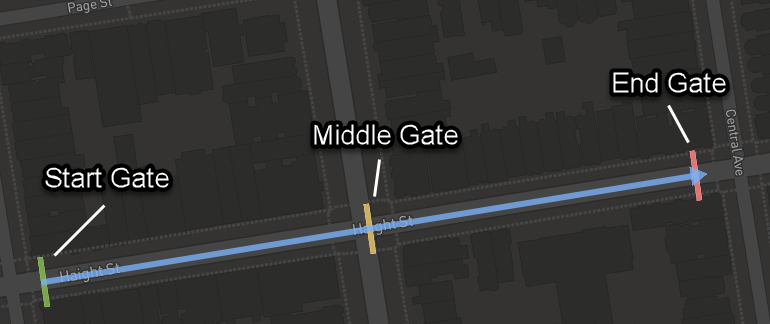 Page St
End Gate
Middle Gate
Central Ave
Start Gate
Haight St
Haight St